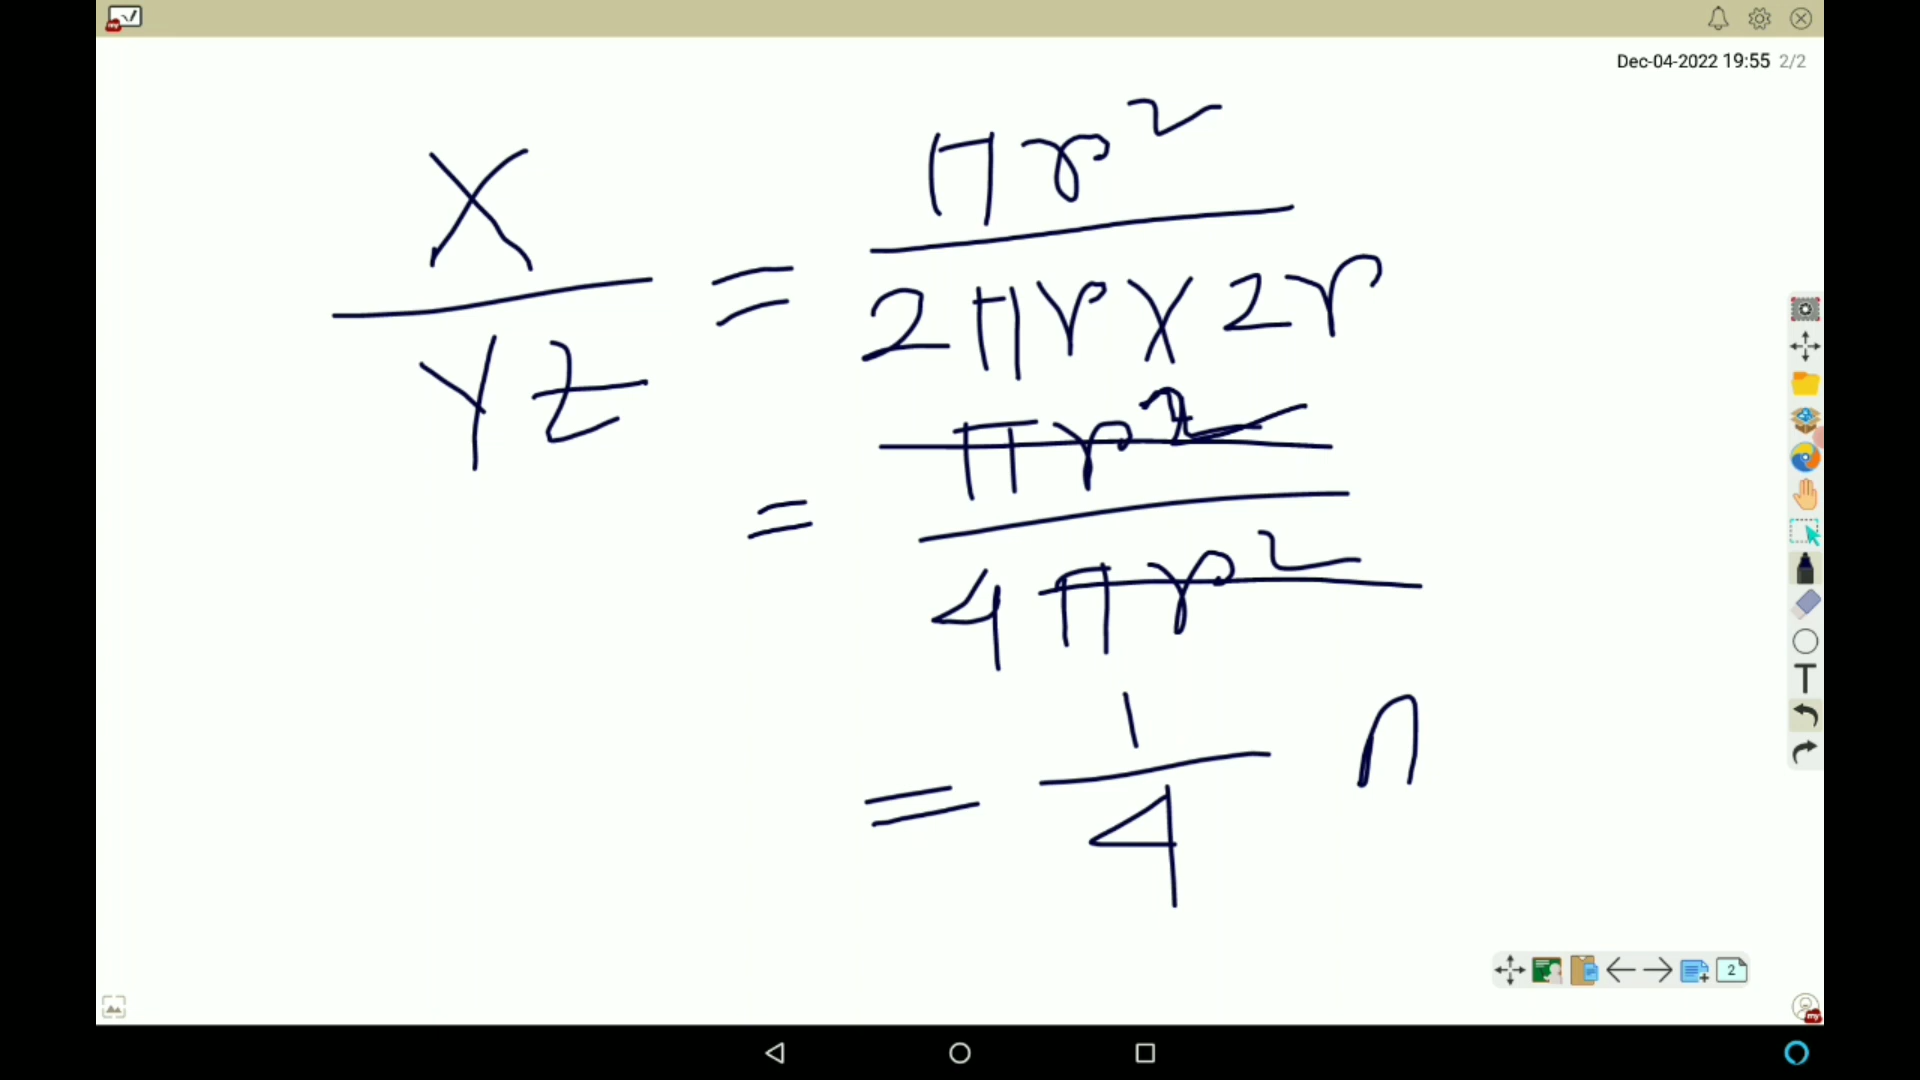 Dec-04-2022 19:55 2/2
X/YZ = πr²/2πr×2r
= πr²/4πr²
= 1/4 n
T
2